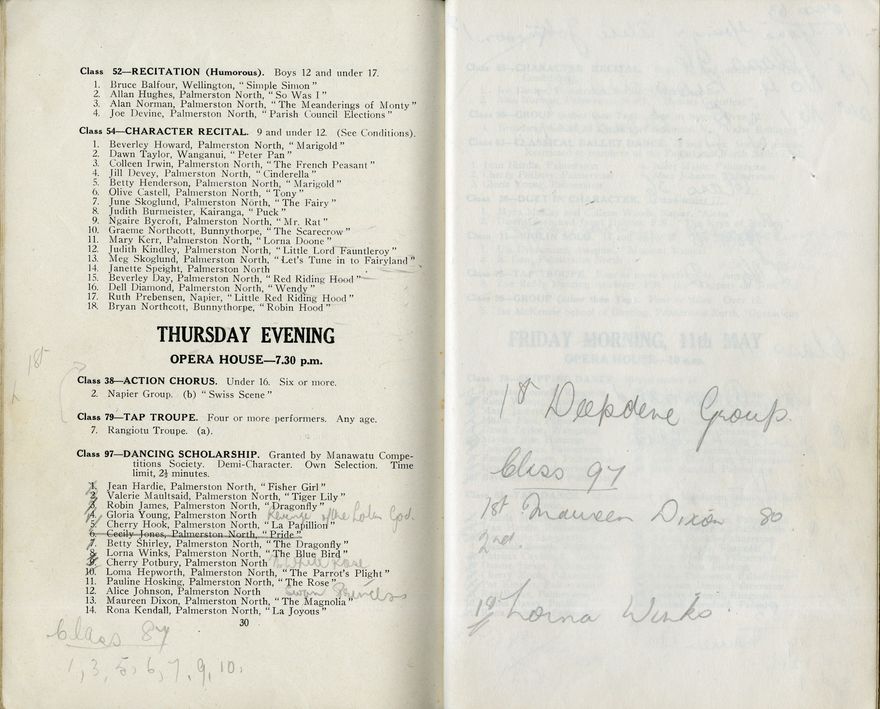 Class 52—RECITATION (Humorous). Boys 12 and under 17.
1. Bruce Balfour, Wellington, "Simple Simon"
2. Allan Hughes, Palmerston North, "So Was I"
3. Alan Norman, Palmerston North, "The Meanderings of Monty"
4. Joe Devine, Palmerston North, "Parish Council Elections"
Class 54—CHARACTER RECITAL. 9 and under 12. (See Conditions).
1. Beverley Howard, Palmerston North, "Marigold"
2. Dawn Taylor, Wanganui, "Peter Pan"
3. Colleen Irwin, Palmerston North, "The French Peasant"
4. Jill Devey, Palmerston North, "Cinderella"
5. Betty Henderson, Palmerston North, "Marigold"
6. Olive Castell, Palmerston North, "Tony"
7. June Skoglund, Palmerston North, "The Fairy"
8. Judith Burmeister, Kairanga, "Puck"
9. Ngaire Bycroft, Palmerston North, "Mr. Rat"
10. Graeme Northcott, Bunnythorpe, "The Scarecrow"
11. Mary Kerr, Palmerston North, "Lorna Doone"
12. Judith Kindley, Palmerston North, "Little Lord Fauntleroy"
13. Meg Skoglund, Palmerston North, "Let's Tune in to Fairyland"
14. Janette Speight, Palmerston North
15. Beverley Day, Palmerston North, "Red Riding Hood"
16. Dell Diamond, Palmerston North, "Wendy"
17. Ruth Prebensen, Napier, "Little Red Riding Hood"
18. Bryan Northcott, Bunnythorpe, "Robin Hood"
THURSDAY EVENING
OPERA HOUSE—7.30 p.m.
1st
Class 38—ACTION CHORUS. Under 16. Six or more.
2. Napier Group. (b) "Swiss Scene"
Class 79—TAP TROUPE. Four or more performers. Any age.
7. Rangiotu Troupe. (a).
Class 97—DANCING SCHOLARSHIP. Granted by Manawatu Compe-
titions Society. Demi-Character. Own Selection. Time
limit, 2½ minutes.
1. Jean Hardie, Palmerston North, "Fisher Girl"
2. Valerie Maultsaid, Palmerston North, "Tiger Lily"
3. Robin James, Palmerston North, "Dragonfly"
4. Gloria Young, Palmerston North Revenge of the Lotus God.
5. Cherry Hook, Palmerston North, "La Papillion"
6. Cecily Jones, Palmerston North, "Pride"
7. Betty Shirley, Palmerston North, "The Dragonfly"
8. Lorna Winks, Palmerston North, "The Blue Bird"
9. Cherry Potbury, Palmerston North White Rose
10. Loma Hepworth, Palmerston North, "The Parrot's Plight"
11. Pauline Hosking, Palmerston North, "The Rose"
12. Alice Johnson, Palmerston North Swan Princess
13. Maureen Dixon, Palmerston North, "The Magnolia"
14. Rona Kendall, Palmerston North, "La Joyous"
30
Class 87
1, 3, 5, 6, 7, 9, 10,
1st Deepdene Group.
Class 97
1st Maureen Dixon 80
2nd
1st Lorna Winks
FRIDAY MORNING, 11th MAY